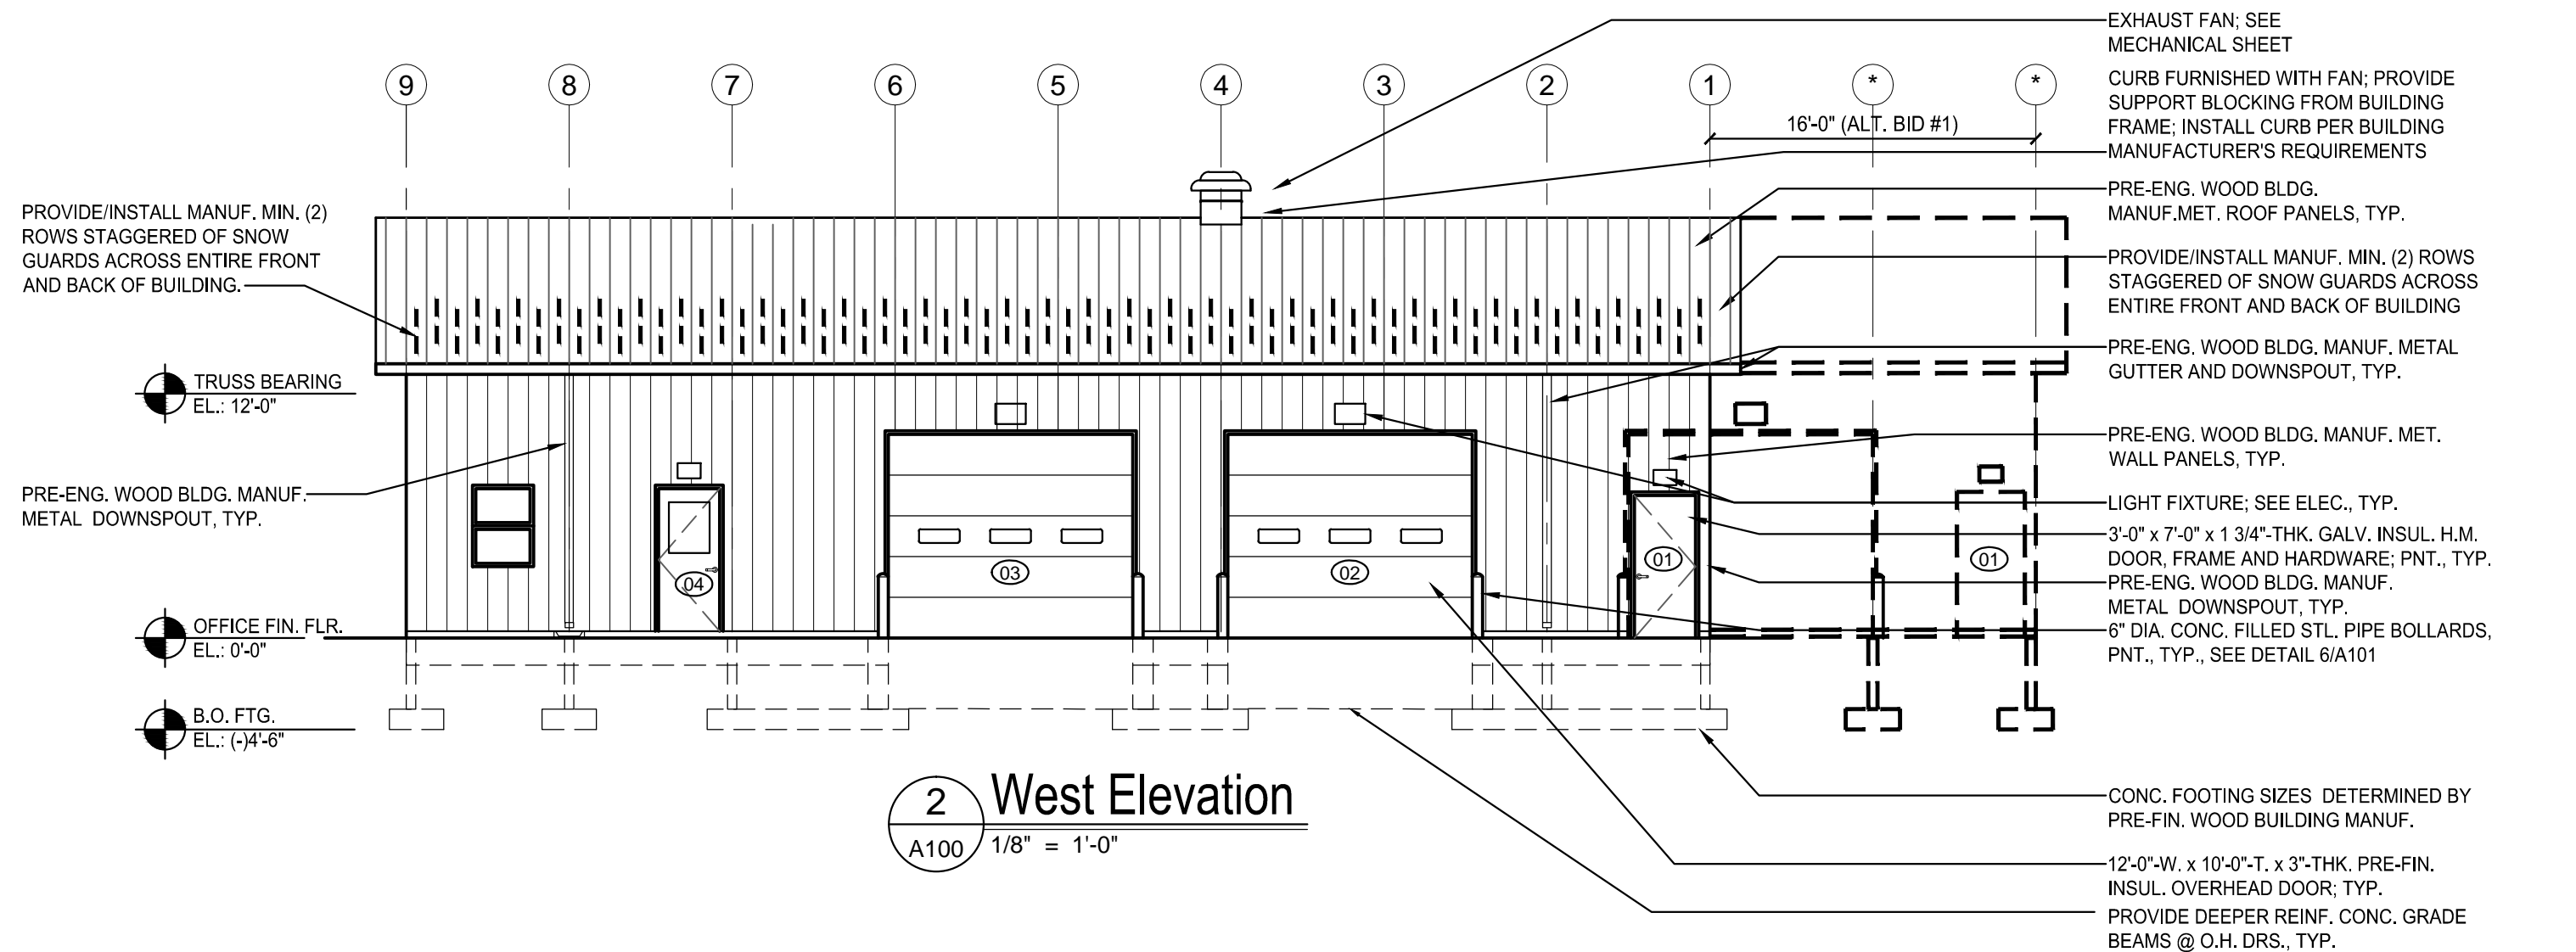 EXHAUST FAN; SEE
MECHANICAL SHEET
9 8 7 6 5 4 3 2 1 * *
CURB FURNISHED WITH FAN; PROVIDE
SUPPORT BLOCKING FROM BUILDING
FRAME; INSTALL CURB PER BUILDING
MANUFACTURER'S REQUIREMENTS
16'-0" (ALT. BID #1)
PRE-ENG. WOOD BLDG.
MANUF.MET. ROOF PANELS, TYP.
PROVIDE/INSTALL MANUF. MIN. (2)
ROWS STAGGERED OF SNOW
GUARDS ACROSS ENTIRE FRONT
AND BACK OF BUILDING.
PROVIDE/INSTALL MANUF. MIN. (2) ROWS
STAGGERED OF SNOW GUARDS ACROSS
ENTIRE FRONT AND BACK OF BUILDING
PRE-ENG. WOOD BLDG. MANUF. METAL
GUTTER AND DOWNSPOUT, TYP.
TRUSS BEARING
EL.: 12'-0"
PRE-ENG. WOOD BLDG. MANUF. MET.
WALL PANELS, TYP.
PRE-ENG. WOOD BLDG. MANUF.
METAL DOWNSPOUT, TYP.
LIGHT FIXTURE; SEE ELEC., TYP.
3'-0" x 7'-0" x 1 3/4"-THK. GALV. INSUL. H.M.
DOOR, FRAME AND HARDWARE; PNT., TYP.
04 03 02 01 01
PRE-ENG. WOOD BLDG. MANUF.
METAL DOWNSPOUT, TYP.
OFFICE FIN. FLR.
EL.: 0'-0"
6" DIA. CONC. FILLED STL. PIPE BOLLARDS,
PNT., TYP., SEE DETAIL 6/A101
B.O. FTG.
EL.: (-)4'-6"
CONC. FOOTING SIZES DETERMINED BY
PRE-FIN. WOOD BUILDING MANUF.
2 West Elevation
A100 1/8" = 1'-0"
12'-0"-W. x 10'-0"-T. x 3"-THK. PRE-FIN.
INSUL. OVERHEAD DOOR; TYP.
PROVIDE DEEPER REINF. CONC. GRADE
BEAMS @ O.H. DRS., TYP.